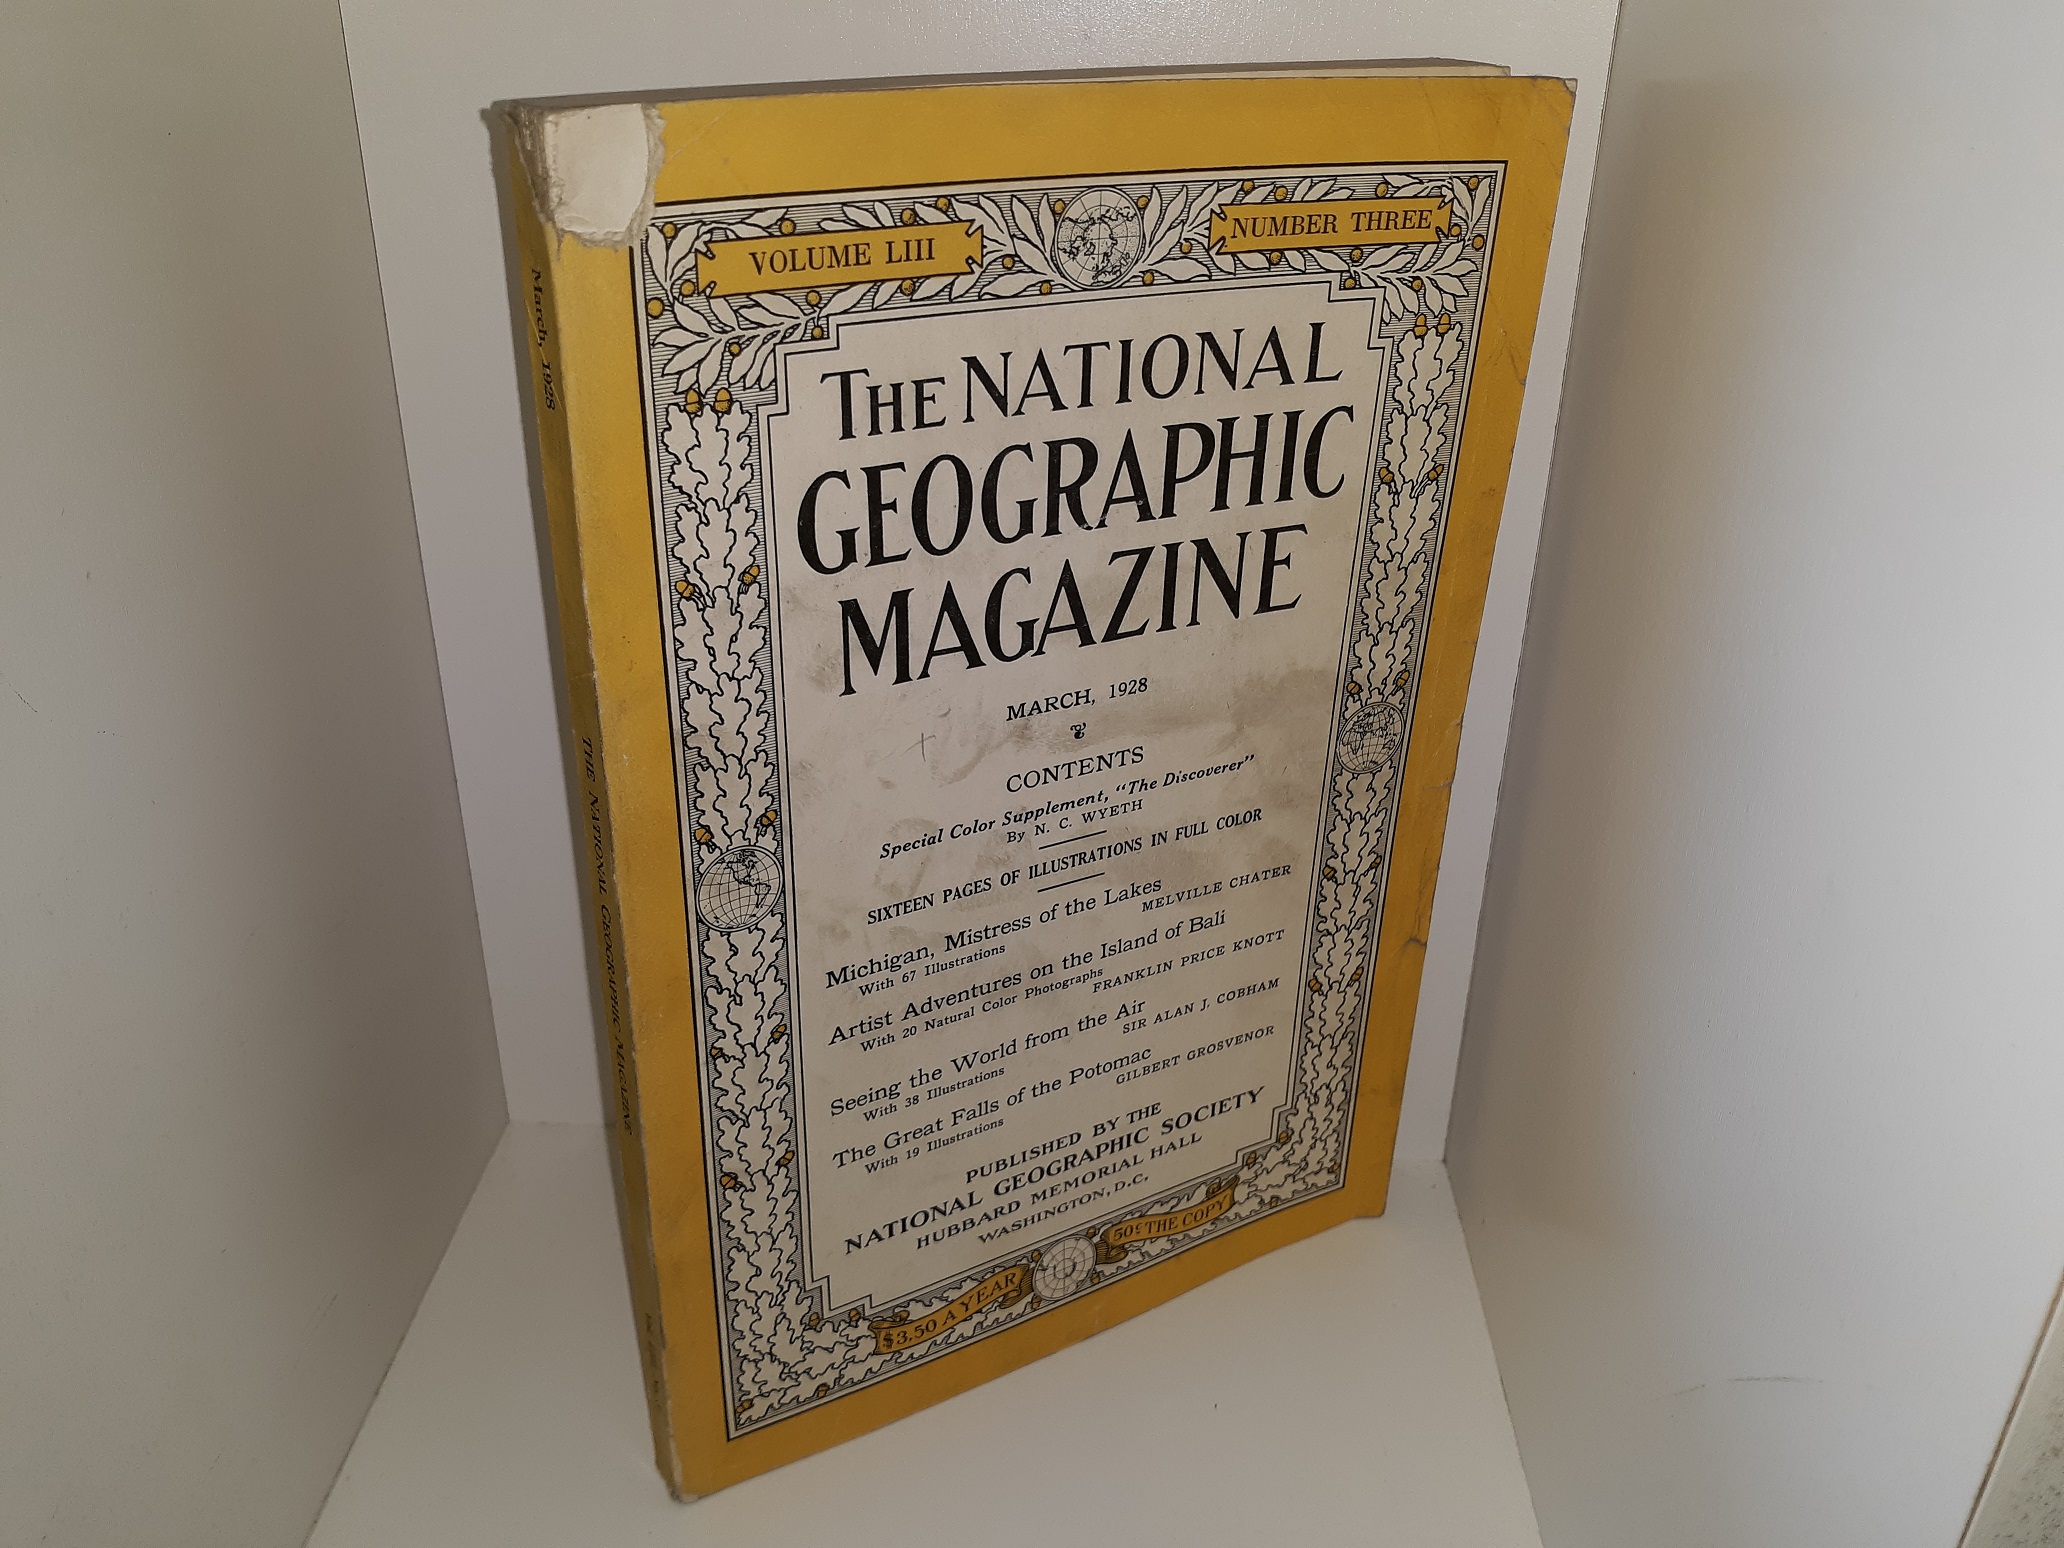 VOLUME LIII
NUMBER THREE
THE NATIONAL
GEOGRAPHIC
MAGAZINE
MARCH, 1928
CONTENTS
Special Color Supplement, "The Discoverer"
By N. C. WYETH
SIXTEEN PAGES OF ILLUSTRATIONS IN FULL COLOR
Michigan, Mistress of the Lakes
With 67 Illustrations
MELVILLE CHATER
Artist Adventures on the Island of Bali
With 20 Natural Color Photographs
FRANKLIN PRICE KNOTT
Seeing the World from the Air
With 38 Illustrations
SIR ALAN J. COBHAM
The Great Falls of the Potomac
With 19 Illustrations
GILBERT GROSVENOR
PUBLISHED BY THE
NATIONAL GEOGRAPHIC SOCIETY
HUBBARD MEMORIAL HALL
WASHINGTON, D.C.
$3.50 A YEAR
50¢ THE COPY
March, 1928
THE NATIONAL GEOGRAPHIC MAGAZINE